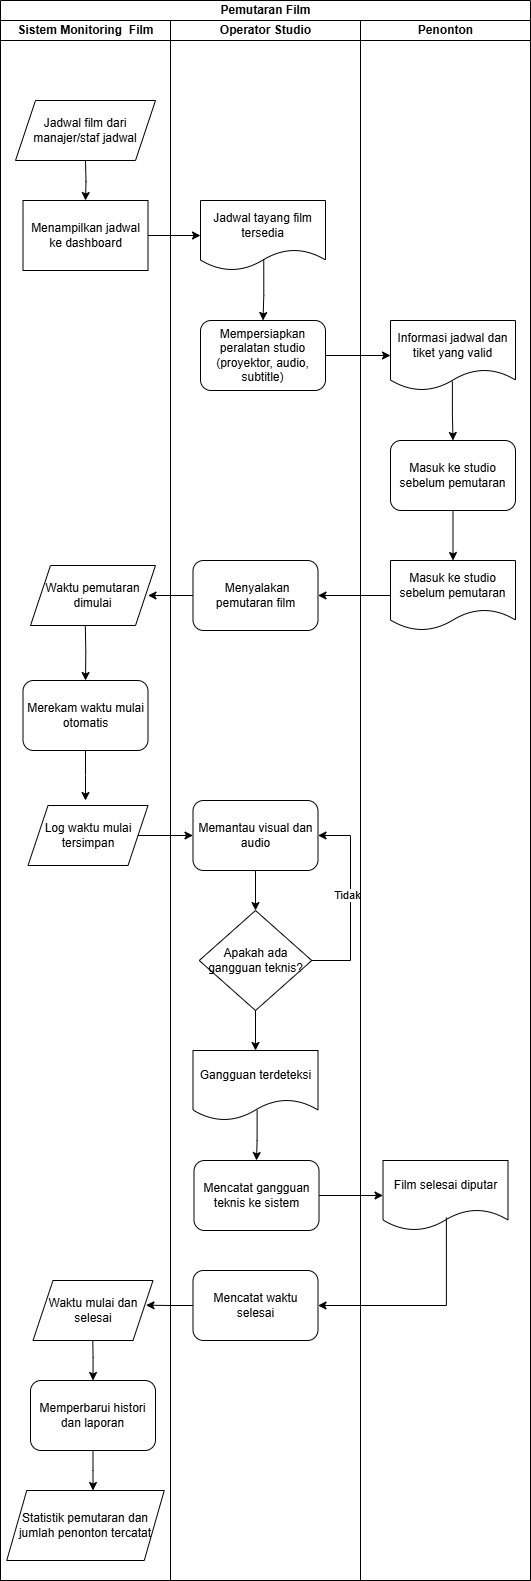 Pemutaran Film
Sistem Monitoring  Film
Operator Studio
Penonton
Jadwal film dari
manajer/staf jadwal
Menampilkan jadwal
ke dashboard
Jadwal tayang film
tersedia
Mempersiapkan
peralatan studio
(proyektor, audio,
subtitle)
Informasi jadwal dan
tiket yang valid
Masuk ke studio
sebelum pemutaran
Masuk ke studio
sebelum pemutaran
Menyalakan
pemutaran film
Waktu pemutaran
dimulai
Merekam waktu mulai
otomatis
Log waktu mulai
tersimpan
Memantau visual dan
audio
Tidak
Apakah ada
gangguan teknis?
Gangguan terdeteksi
Mencatat gangguan
teknis ke sistem
Film selesai diputar
Mencatat waktu
selesai
Waktu mulai dan
selesai
Memperbarui histori
dan laporan
Statistik pemutaran dan
jumlah penonton tercatat